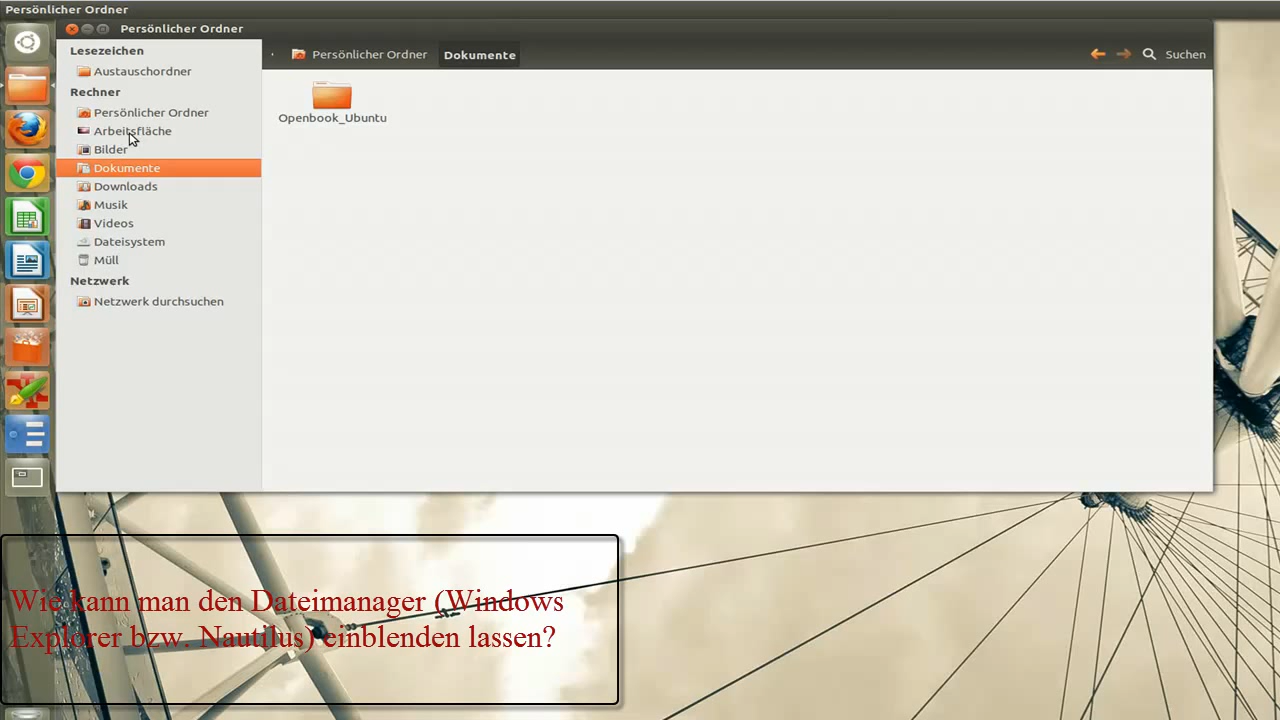 Persönlicher Ordner
Persönlicher Ordner
Lesezeichen
Austauschordner
Rechner
Persönlicher Ordner
Arbeitsfläche
Bilder
Dokumente
Downloads
Musik
Videos
Dateisystem
Müll
Netzwerk
Netzwerk durchsuchen
Persönlicher Ordner Dokumente
Suchen
Openbook_Ubuntu
Wie kann man den Dateimanager (Windows
Explorer bzw. Nautilus) einblenden lassen?